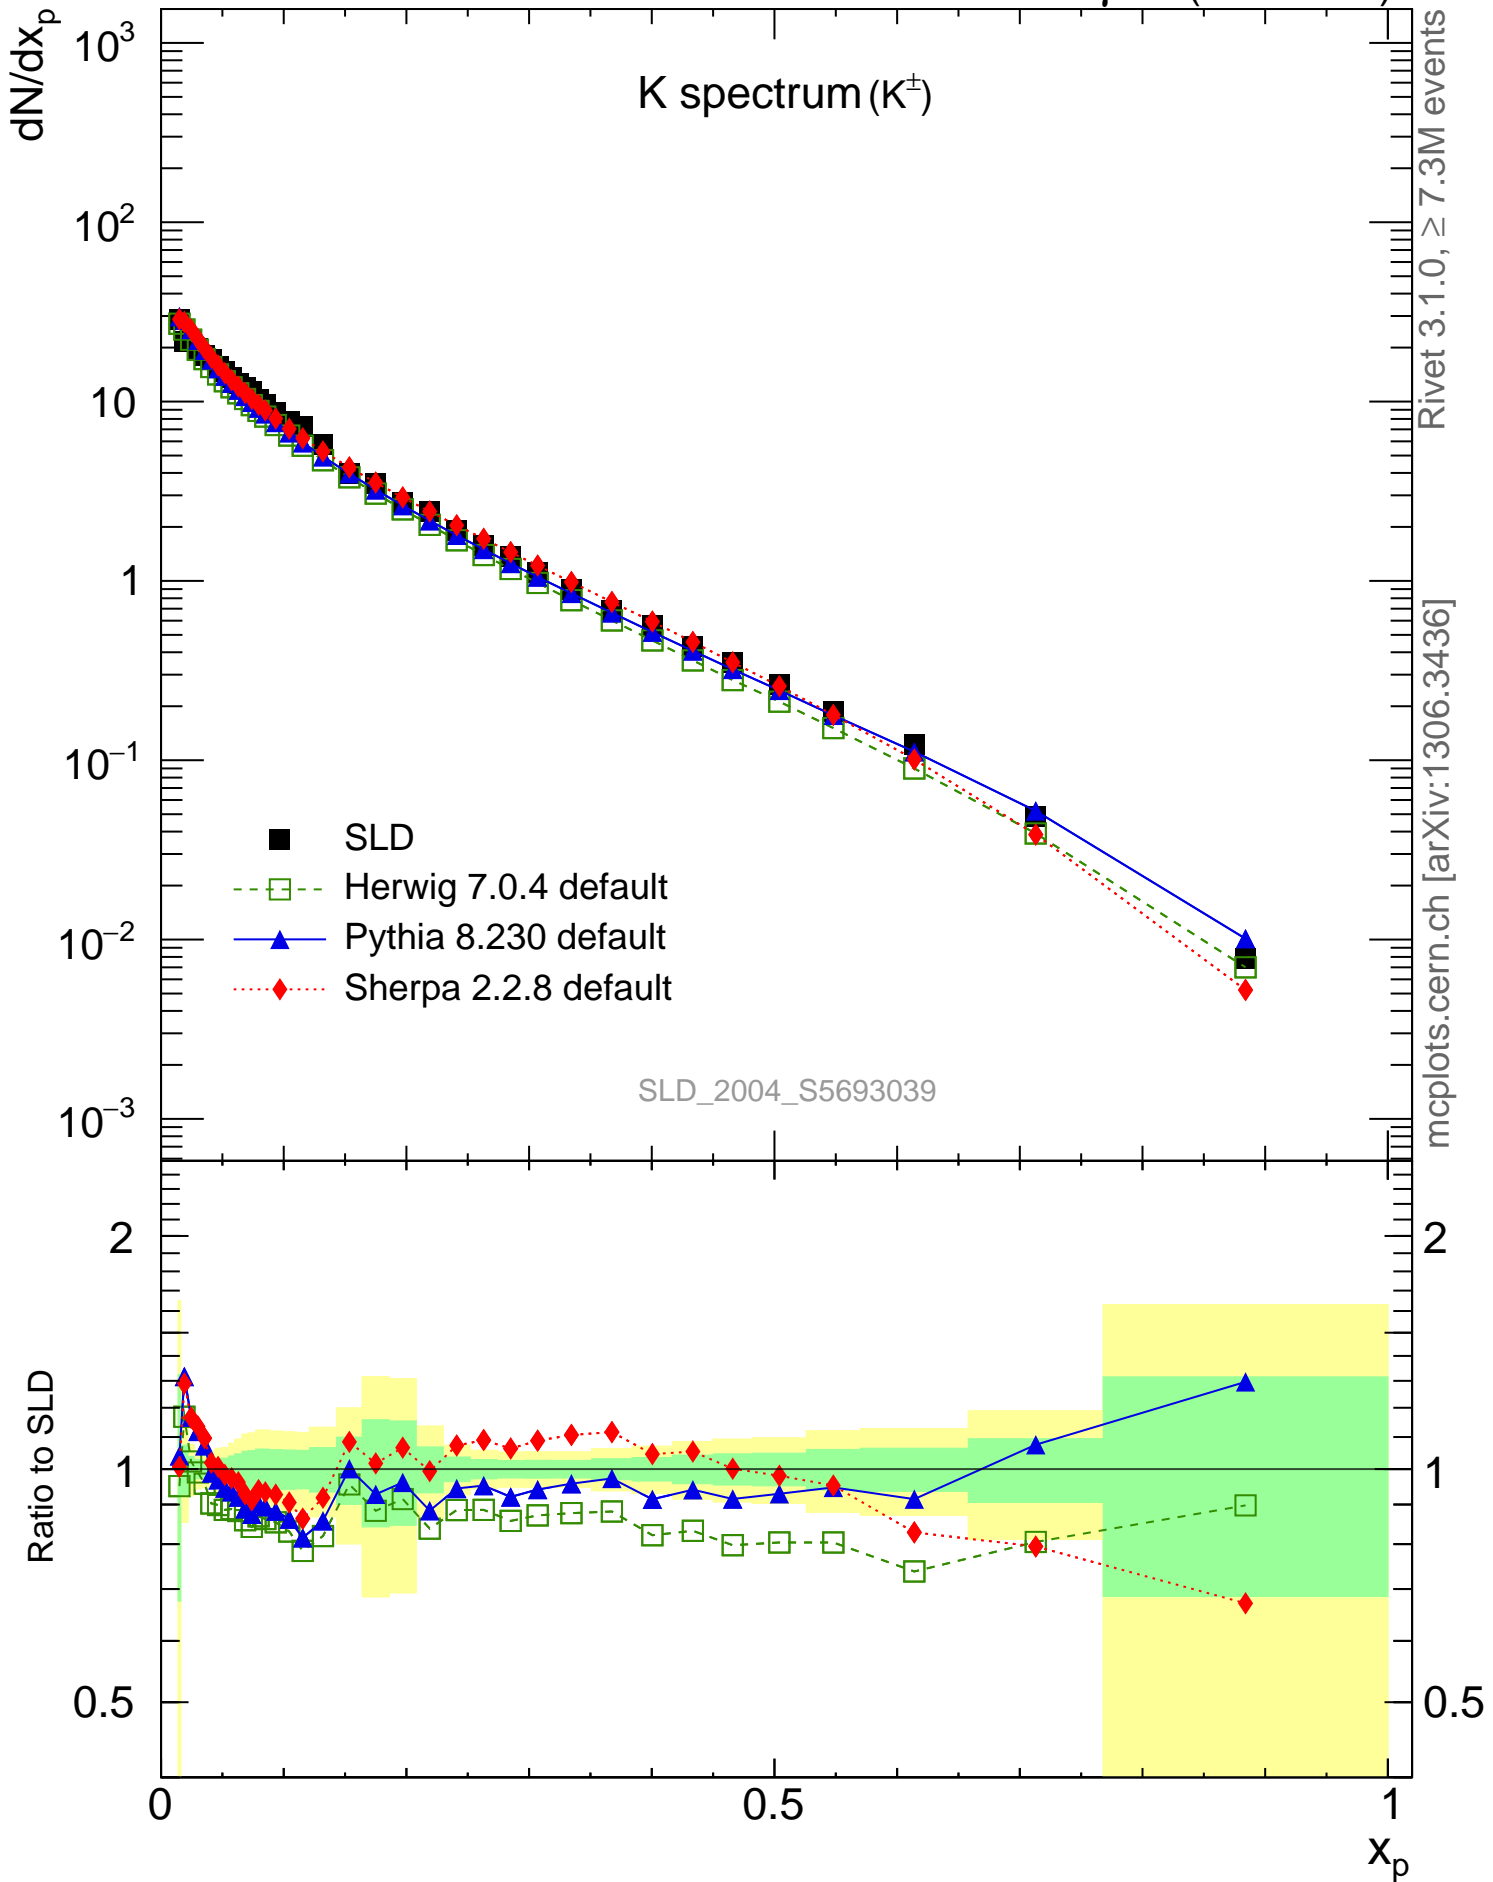 dN/dx_p
10^3
10^2
10
1
10^−1
10^−2
10^−3
K spectrum (K^±)
SLD
Herwig 7.0.4 default
Pythia 8.230 default
Sherpa 2.2.8 default
SLD_2004_S5693039
Rivet 3.1.0, ≥ 7.3M events
mcplots.cern.ch [arXiv:1306.3436]
Ratio to SLD
2
1
0.5
2
1
0.5
0
0.5
1
x_p